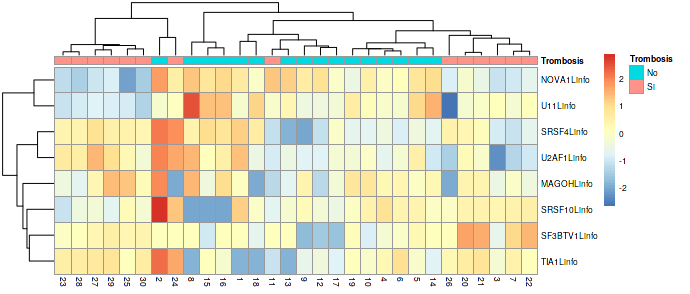 Trombosis
NOVA1Linfo
U11Linfo
SRSF4Linfo
U2AF1Linfo
MAGOHLinfo
SRSF10Linfo
SF3BTV1Linfo
TIA1Linfo
23 28 27 29 25 30 2 24 8 15 16 1 18 11 13 9 12 17 19 10 4 6 5 14 26 20 21 3 7 22
2
1
0
-1
-2
Trombosis
No
SI